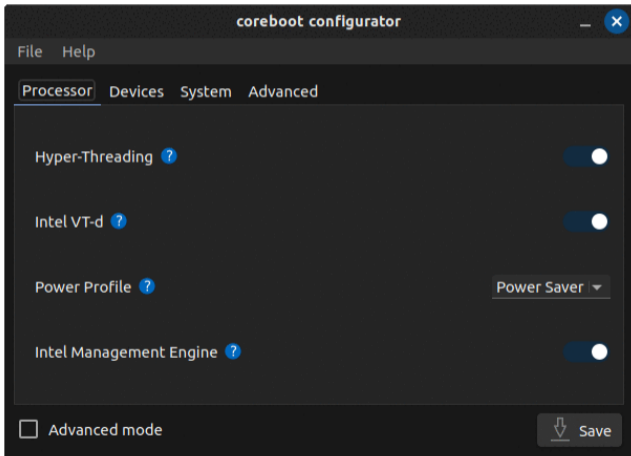 coreboot configurator
File Help
Processor Devices System Advanced
Hyper-Threading ?
Intel VT-d ?
Power Profile ? Power Saver
Intel Management Engine ?
Advanced mode Save